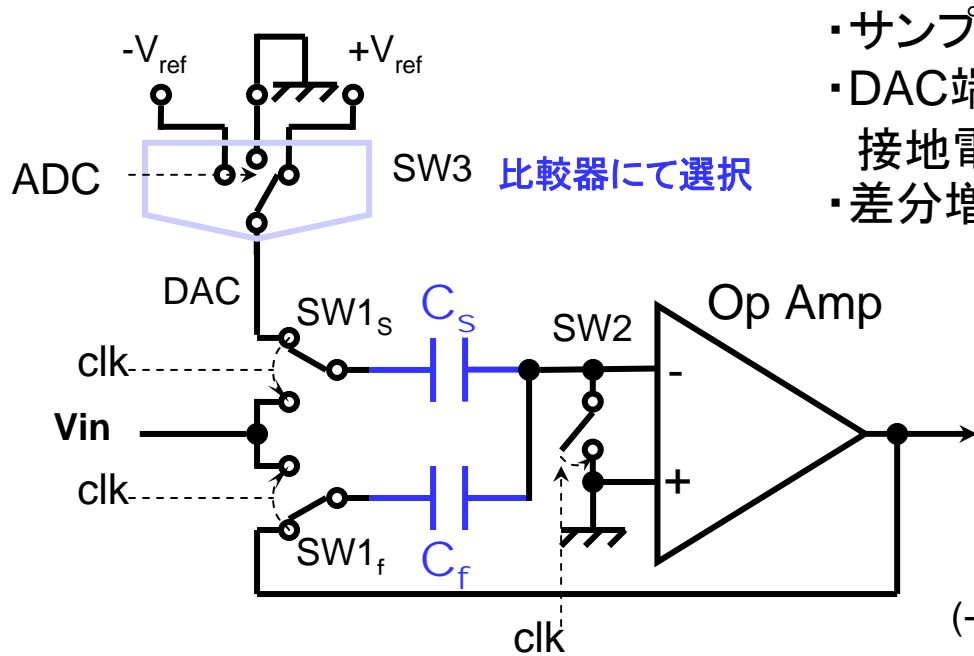 -Vref
+Vref
ADC
SW3
比較器にて選択
・サンプ
・DAC端
接地電
・差分増
DAC
SW1S
Cs
SW2
Op Amp
clk
-
Vin
clk
+
SW1f
Cf
clk
(-